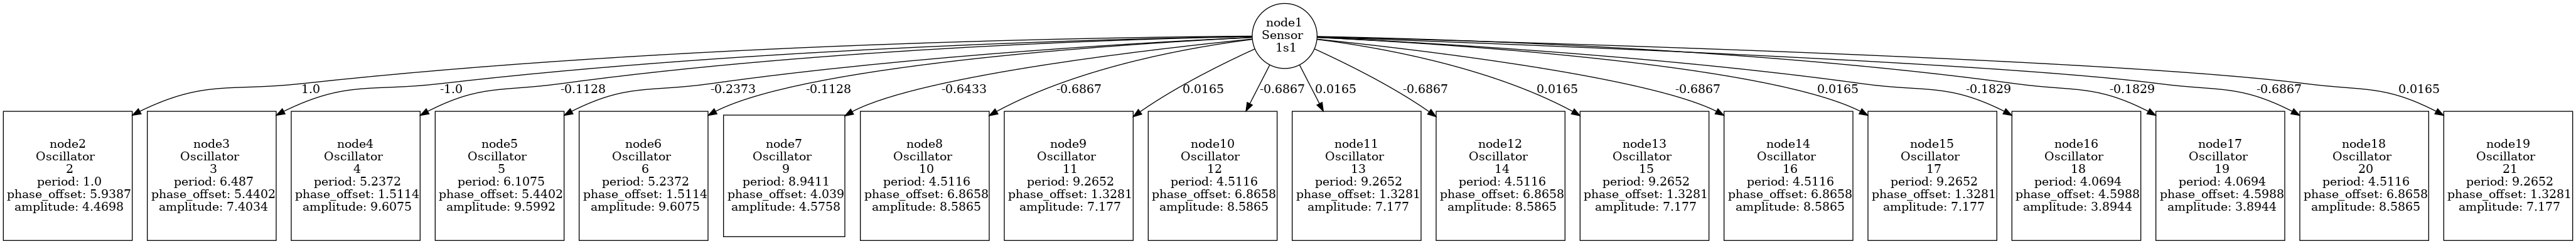 node1
Sensor
1s1
1.0
-1.0
-0.1128
-0.2373
-0.1128
-0.6433
-0.6867
0.0165
-0.6867
0.0165
-0.6867
0.0165
-0.6867
0.0165
-0.1829
-0.1829
-0.6867
0.0165
node2
Oscillator
2
period: 1.0
phase_offset: 5.9387
amplitude: 4.4698
node3
Oscillator
3
period: 6.487
phase_offset: 5.4402
amplitude: 7.4034
node4
Oscillator
4
period: 5.2372
phase_offset: 1.5114
amplitude: 9.6075
node5
Oscillator
5
period: 6.1075
phase_offset: 5.4402
amplitude: 9.5992
node6
Oscillator
6
period: 5.2372
phase_offset: 1.5114
amplitude: 9.6075
node7
Oscillator
9
period: 8.9411
phase_offset: 4.039
amplitude: 4.5758
node8
Oscillator
10
period: 4.5116
phase_offset: 6.8658
amplitude: 8.5865
node9
Oscillator
11
period: 9.2652
phase_offset: 1.3281
amplitude: 7.177
node10
Oscillator
12
period: 4.5116
phase_offset: 6.8658
amplitude: 8.5865
node11
Oscillator
13
period: 9.2652
phase_offset: 1.3281
amplitude: 7.177
node12
Oscillator
14
period: 4.5116
phase_offset: 6.8658
amplitude: 8.5865
node13
Oscillator
15
period: 9.2652
phase_offset: 1.3281
amplitude: 7.177
node14
Oscillator
16
period: 4.5116
phase_offset: 6.8658
amplitude: 8.5865
node15
Oscillator
17
period: 9.2652
phase_offset: 1.3281
amplitude: 7.177
node16
Oscillator
18
period: 4.0694
phase_offset: 4.5988
amplitude: 3.8944
node17
Oscillator
19
period: 4.0694
phase_offset: 4.5988
amplitude: 3.8944
node18
Oscillator
20
period: 4.5116
phase_offset: 6.8658
amplitude: 8.5865
node19
Oscillator
21
period: 9.2652
phase_offset: 1.3281
amplitude: 7.177